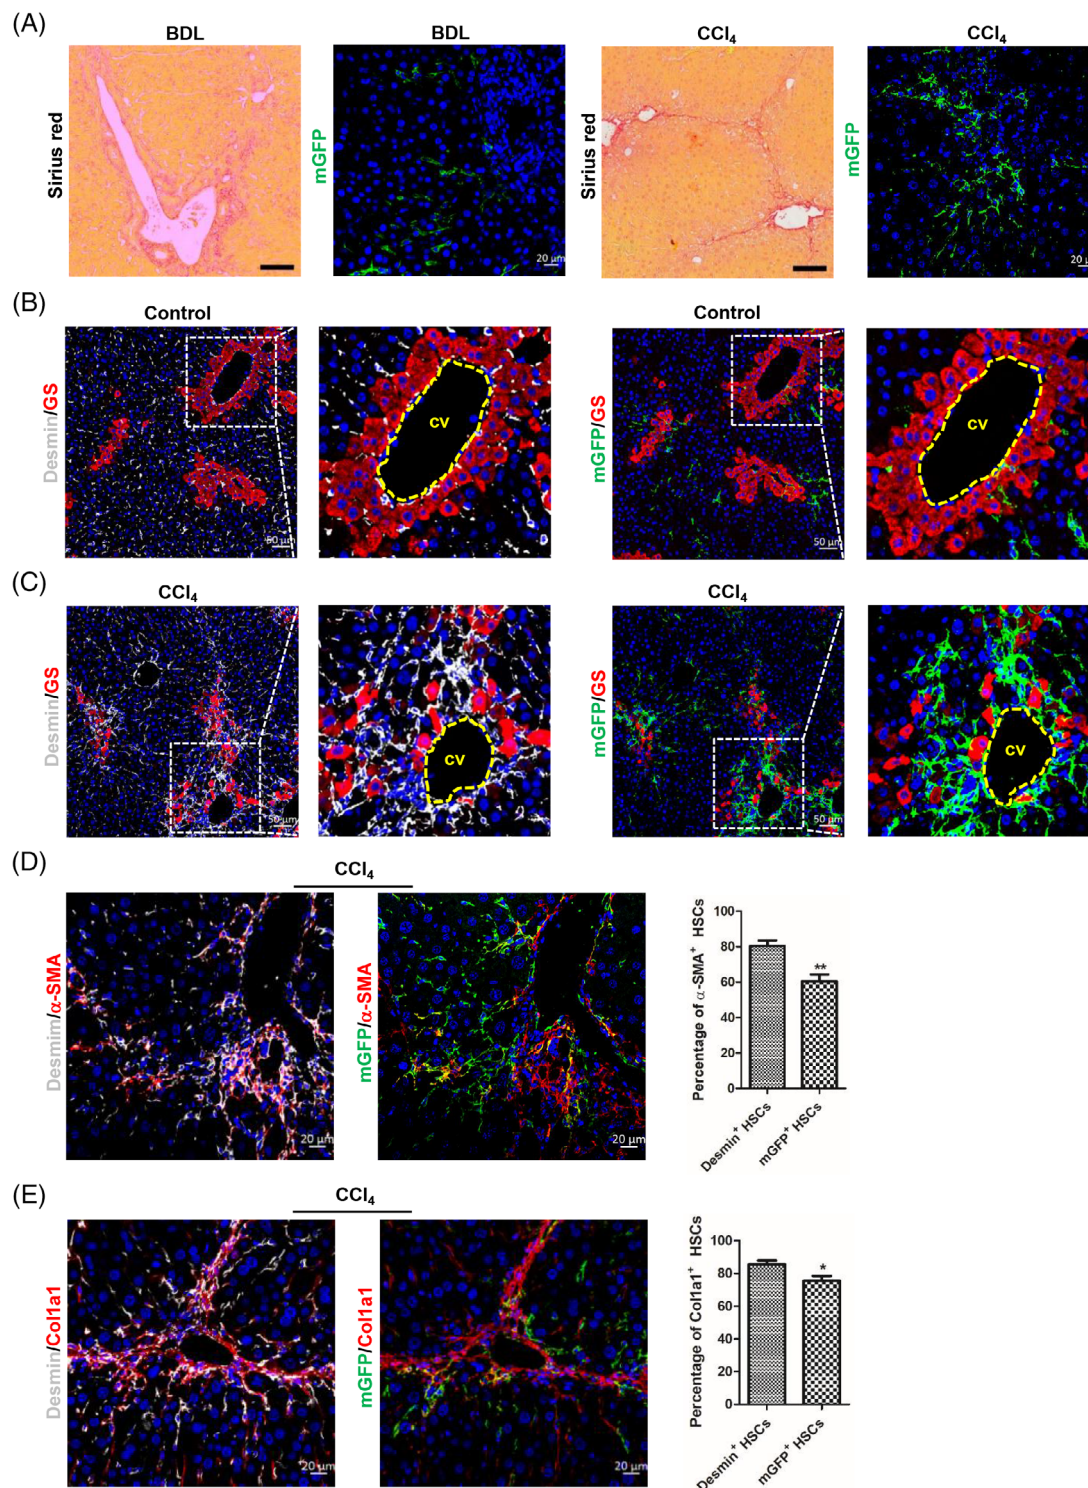 (A)
BDL
BDL
CCl₄
CCl₄
Sirius red
mGFP
20 µm
Sirius red
mGFP
20 µm
(B)
Control
Control
Desmin/GS
50 µm
cv
mGFP/GS
50 µm
cv
(C)
CCl₄
CCl₄
Desmin/GS
50 µm
cv
mGFP/GS
50 µm
cv
(D)
CCl₄
Desmim/α-SMA
20 µm
mGFP/α-SMA
20 µm
Percentage of α-SMA⁺ HSCs
100
80
60
40
20
0
**
Desmin⁺ HSCs
mGFP⁺ HSCs
(E)
CCl₄
Desmin/Col1a1
20 µm
mGFP/Col1a1
20 µm
Percentage of Col1a1⁺ HSCs
100
80
60
40
20
0
*
Desmin⁺ HSCs
mGFP⁺ HSCs